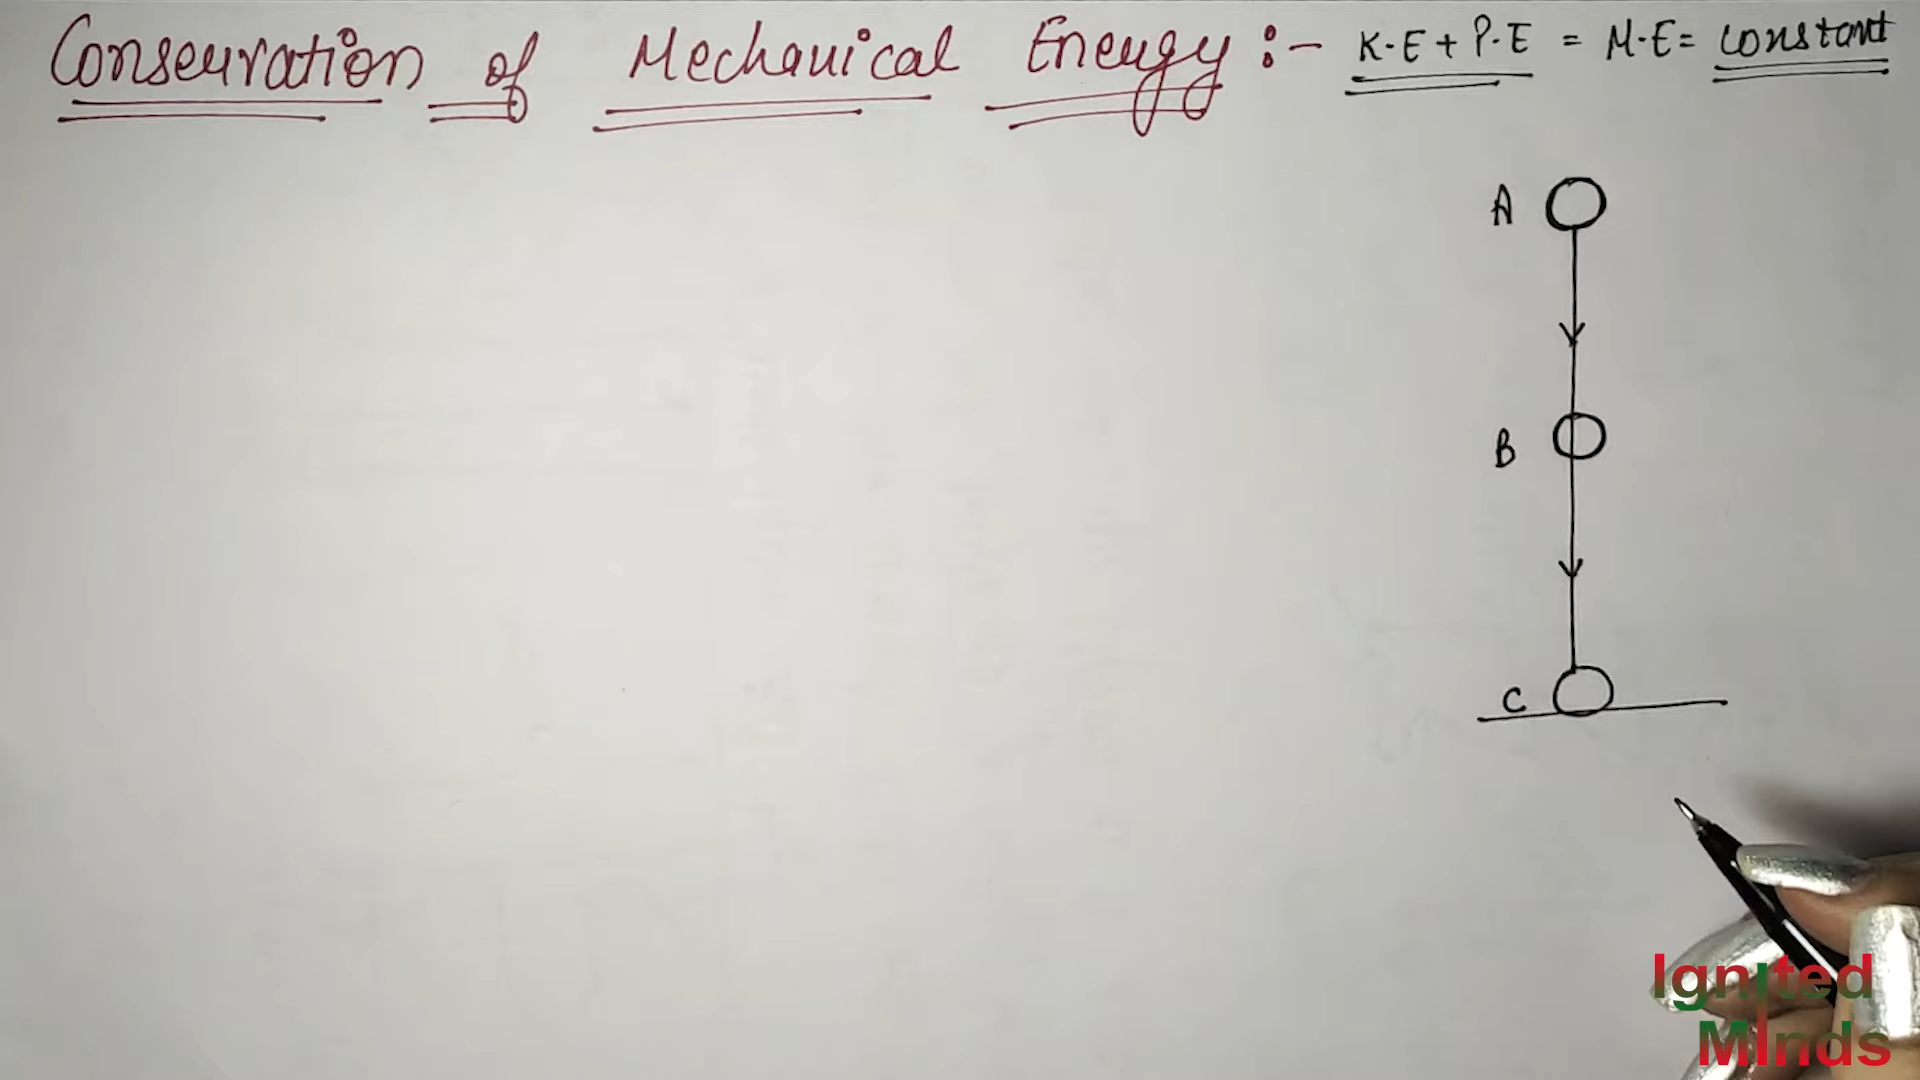 Conservation of Mechanical Energy :- K.E + P.E = M.E = constant
A
B
C
Ignited
Minds